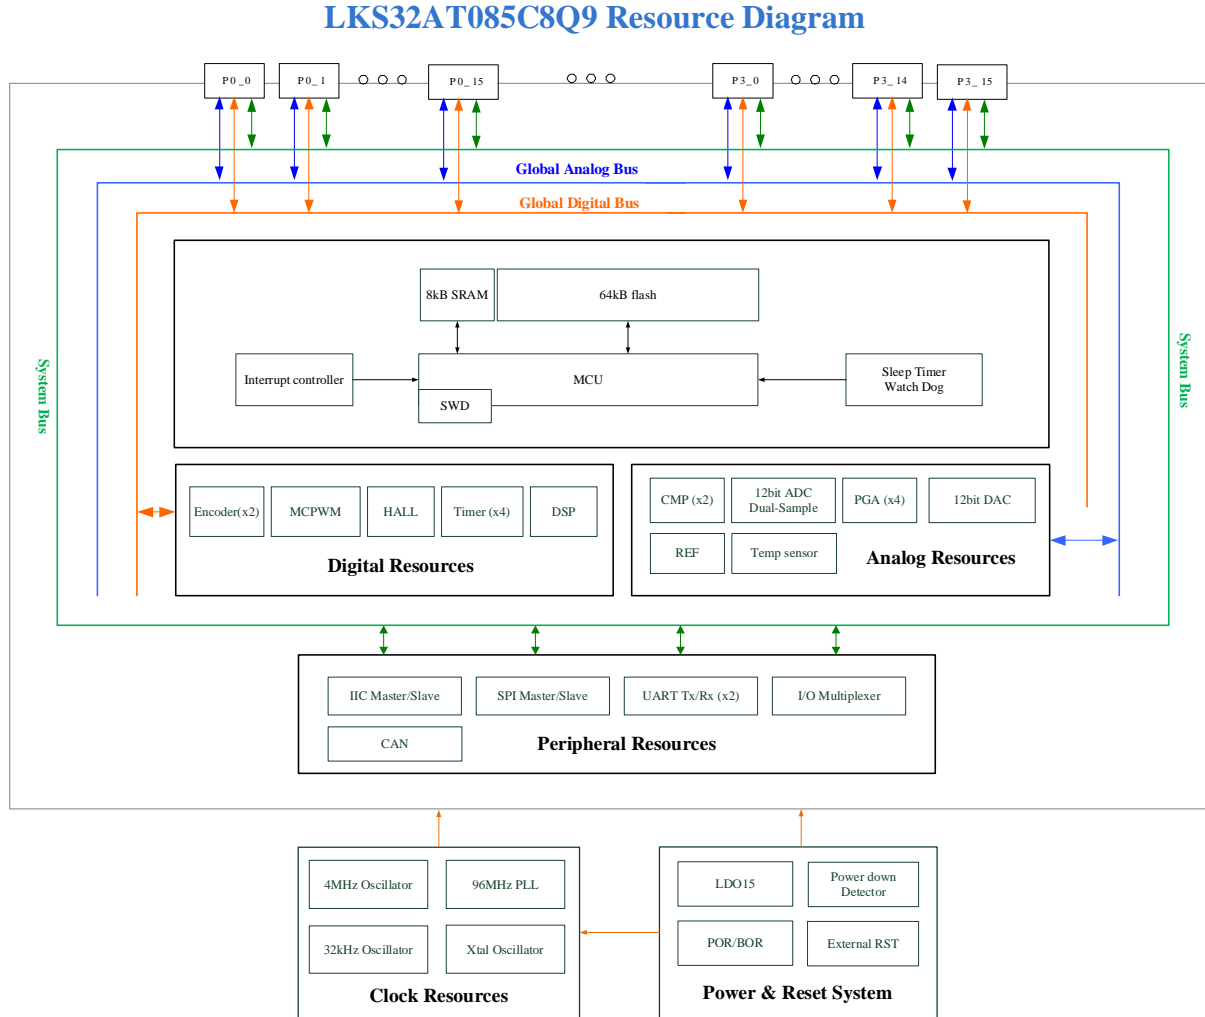 LKS32AT085C8Q9 Resource Diagram
P0_0
P0_1
P0_15
P3_0
P3_14
P3_15
Global Analog Bus
Global Digital Bus
System Bus
System Bus
8kB SRAM
64kB flash
Interrupt controller
MCU
SWD
Sleep Timer
Watch Dog
Encoder(x2)
MCPWM
HALL
Timer (x4)
DSP
Digital Resources
CMP (x2)
12bit ADC
Dual-Sample
PGA (x4)
12bit DAC
REF
Temp sensor
Analog Resources
IIC Master/Slave
SPI Master/Slave
UART Tx/Rx (x2)
I/O Multiplexer
CAN
Peripheral Resources
4MHz Oscillator
96MHz PLL
32kHz Oscillator
Xtal Oscillator
Clock Resources
LDO15
Power down
Detector
POR/BOR
External RST
Power & Reset System